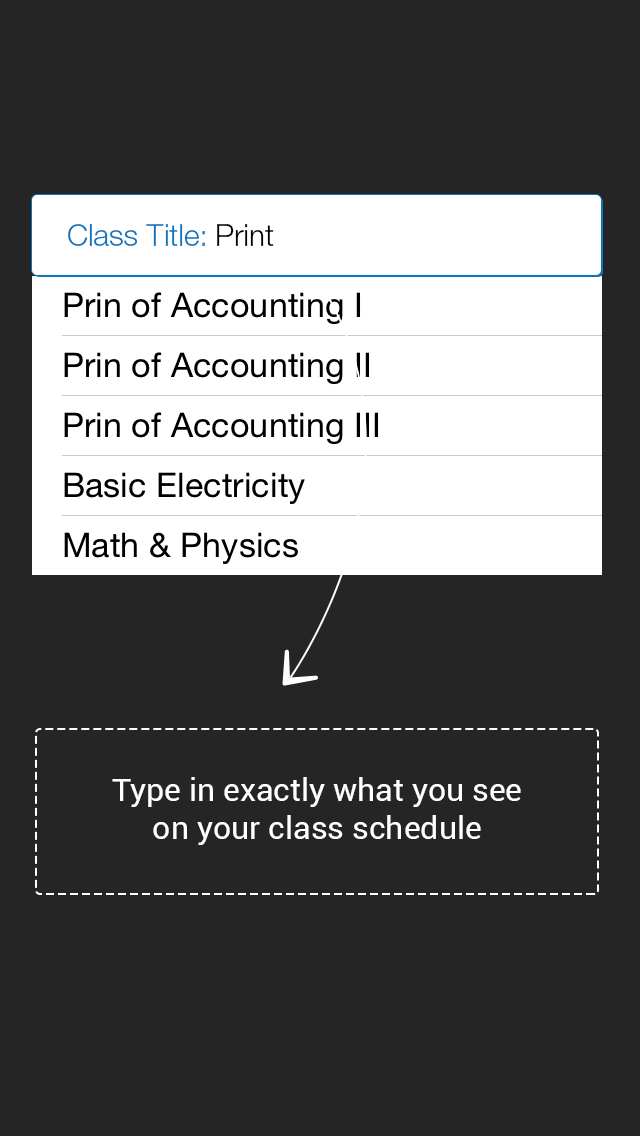 Class Title: Print
Prin of Accounting I
Prin of Accounting II
Prin of Accounting III
Basic Electricity
Math & Physics
Type in exactly what you see
on your class schedule